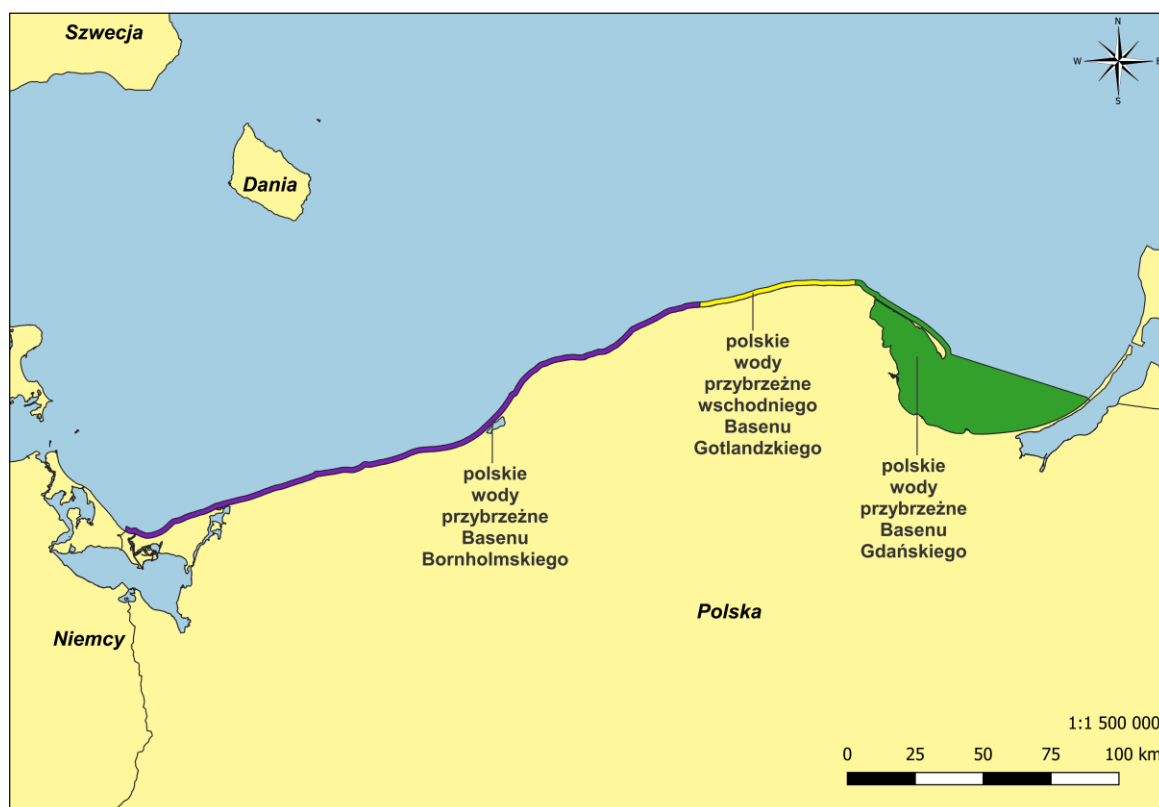 Szwecja
N
W
E
S
Dania
polskie
wody
przybrzeżne
wschodniego
Basenu
Gotlandzkiego
polskie
wody
przybrzeżne
Basenu
Bornholmskiego
polskie
wody
przybrzeżne
Basenu
Gdańskiego
Polska
Niemcy
1:1 500 000
0 25 50 75 100 km